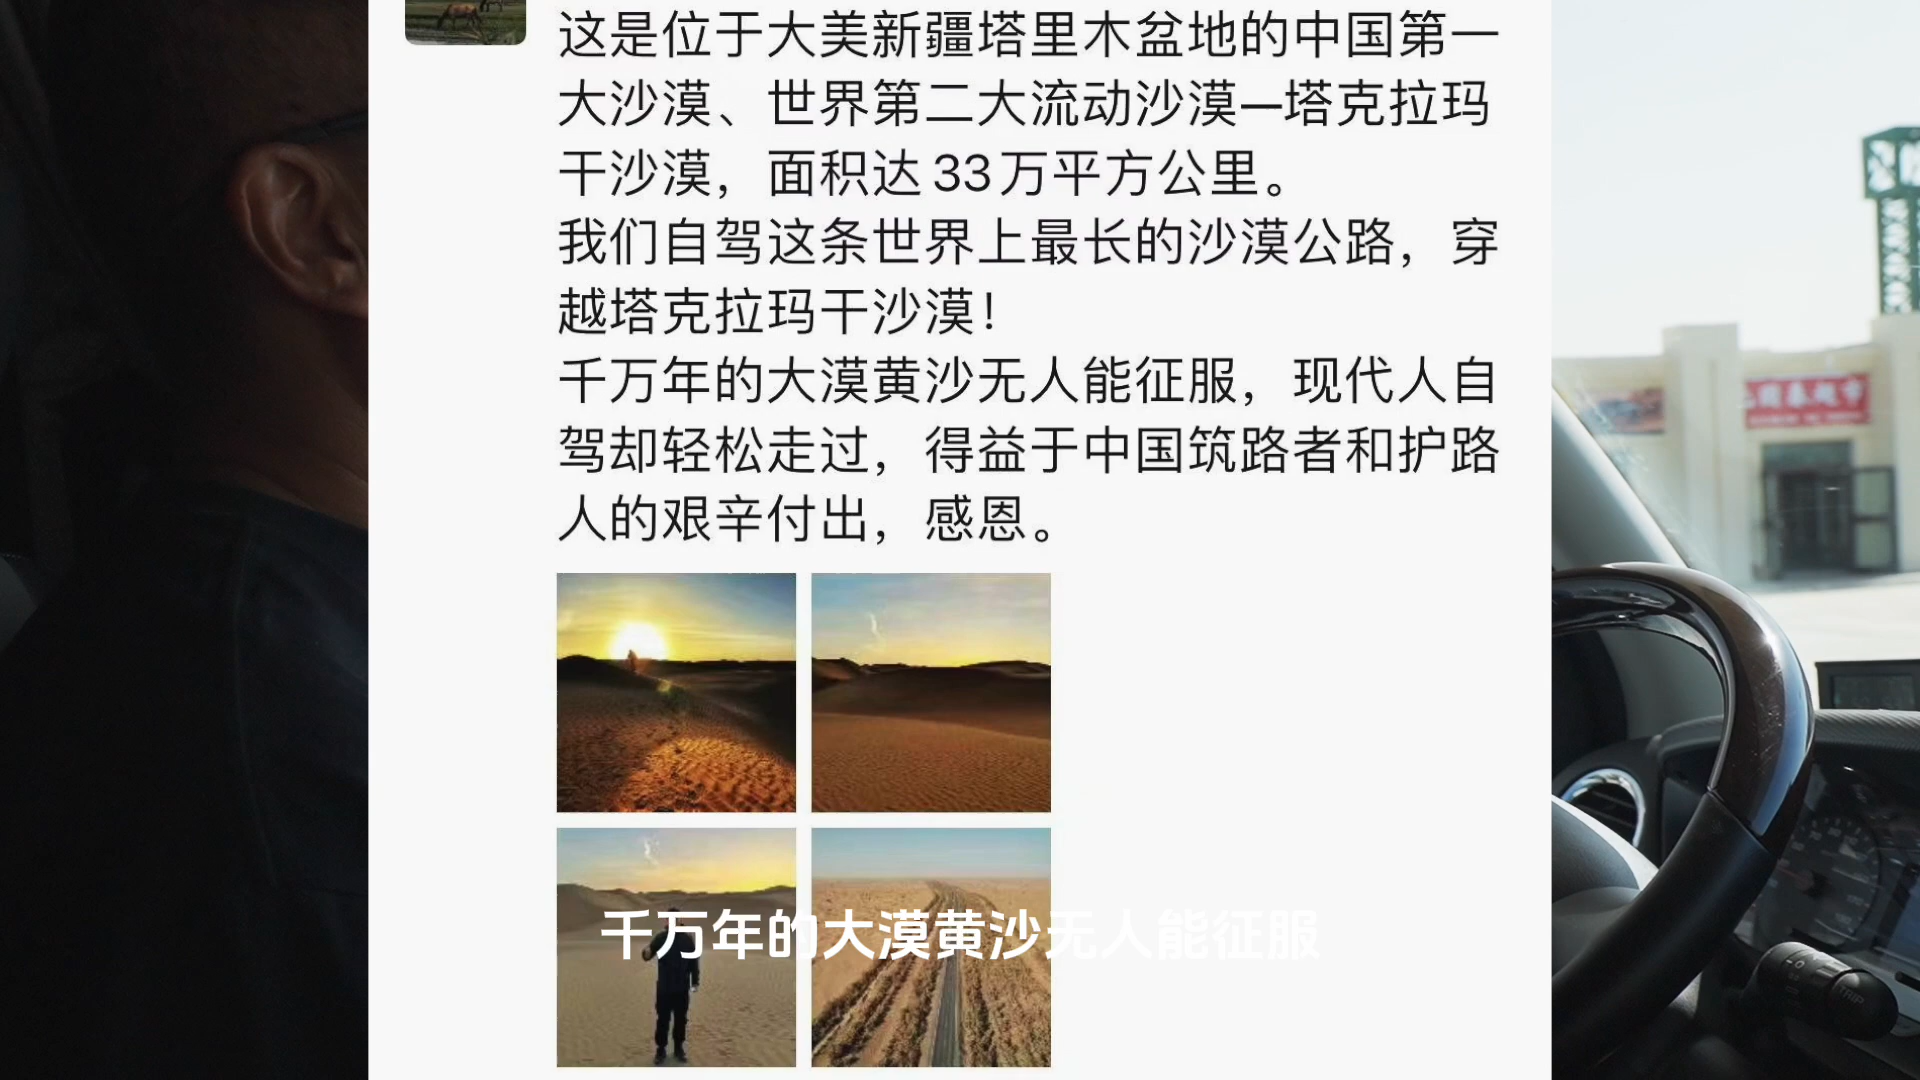 这是位于大美新疆塔里木盆地的中国第一
大沙漠、世界第二大流动沙漠—塔克拉玛
干沙漠，面积达33万平方公里。
我们自驾这条世界上最长的沙漠公路，穿
越塔克拉玛干沙漠！
千万年的大漠黄沙无人能征服，现代人自
驾却轻松走过，得益于中国筑路者和护路
人的艰辛付出，感恩。
千万年的大漠黄沙无人能征服
TRIP